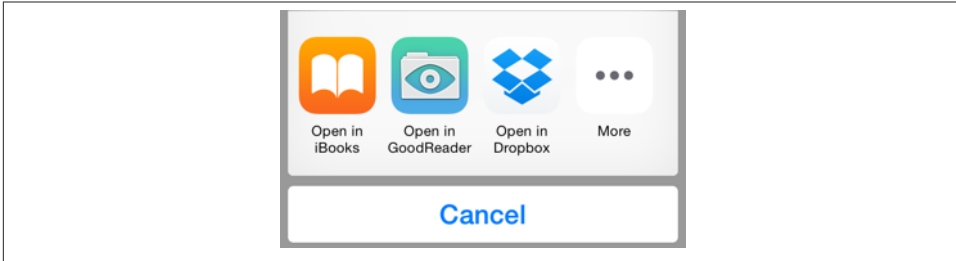 Open in iBooks
Open in GoodReader
Open in Dropbox
More
Cancel